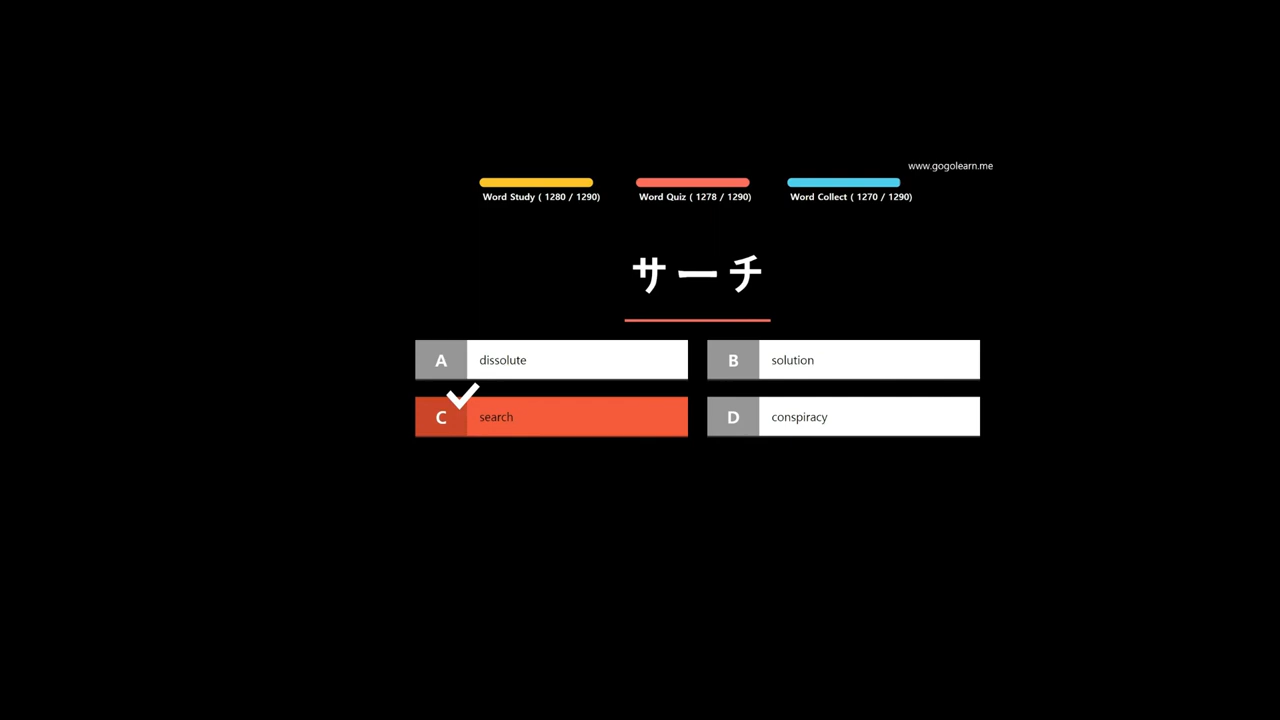 www.gogolearn.me
Word Study ( 1280 / 1290)
Word Quiz ( 1278 / 1290)
Word Collect ( 1270 / 1290)
サーチ
A dissolute
B solution
C search
D conspiracy